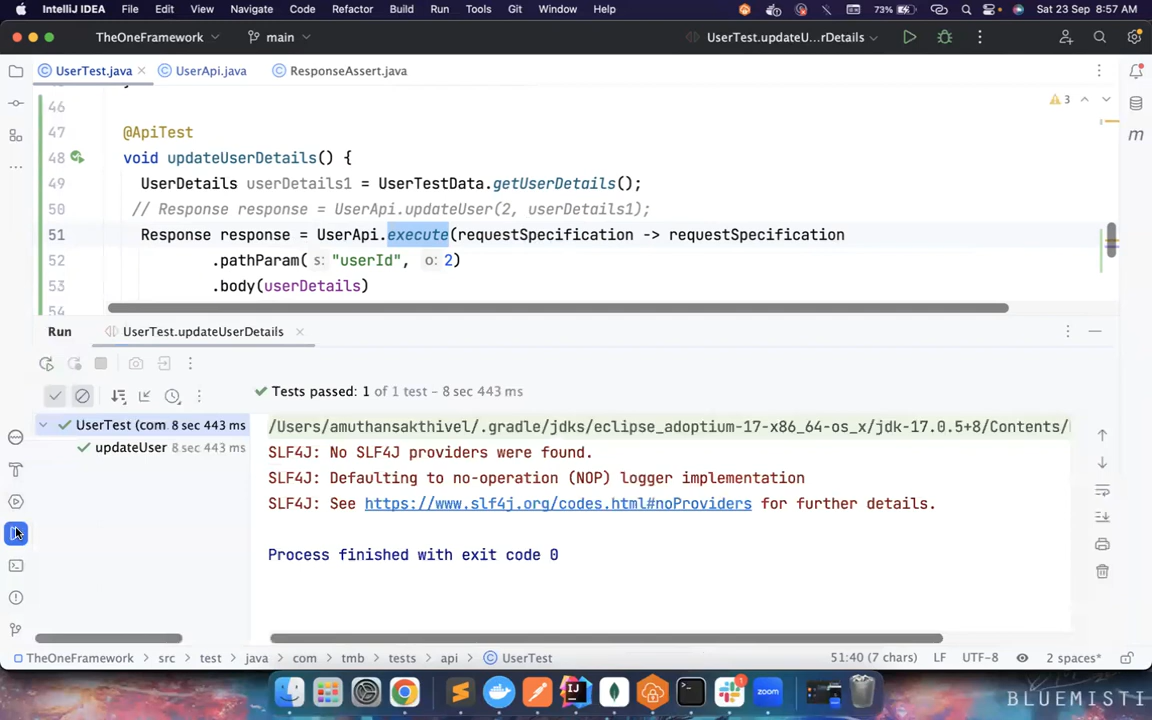 IntelliJ IDEA File Edit View Navigate Code Refactor Build Run Tools Git Window Help 73% Sat 23 Sep 8:57 AM
TheOneFramework main UserTest.updateU...rDetails
UserTest.java UserApi.java ResponseAssert.java
46 3
47 @ApiTest
48 void updateUserDetails() {
49 UserDetails userDetails1 = UserTestData.getUserDetails();
50 // Response response = UserApi.updateUser(2, userDetails1);
51 Response response = UserApi.execute(requestSpecification -> requestSpecification
52 .pathParam( s: "userId", o: 2)
53 .body(userDetails)
54
Run UserTest.updateUserDetails
Tests passed: 1 of 1 test – 8 sec 443 ms
UserTest (com 8 sec 443 ms
updateUser 8 sec 443 ms
/Users/amuthansakthivel/.gradle/jdks/eclipse_adoptium-17-x86_64-os_x/jdk-17.0.5+8/Contents/
SLF4J: No SLF4J providers were found.
SLF4J: Defaulting to no-operation (NOP) logger implementation
SLF4J: See https://www.slf4j.org/codes.html#noProviders for further details.
Process finished with exit code 0
TheOneFramework > src > test > java > com > tmb > tests > api > UserTest 51:40 (7 chars) LF UTF-8 2 spaces*
zoom
BLUEMISTI